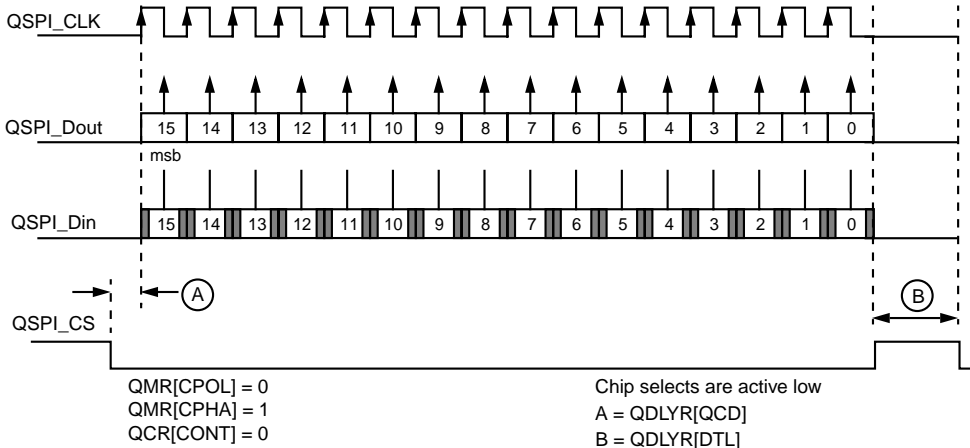 QSPI_CLK
QSPI_Dout
15 14 13 12 11 10 9 8 7 6 5 4 3 2 1 0
msb
QSPI_Din
15 14 13 12 11 10 9 8 7 6 5 4 3 2 1 0
A
B
QSPI_CS
QMR[CPOL] = 0
QMR[CPHA] = 1
QCR[CONT] = 0
Chip selects are active low
A = QDLYR[QCD]
B = QDLYR[DTL]